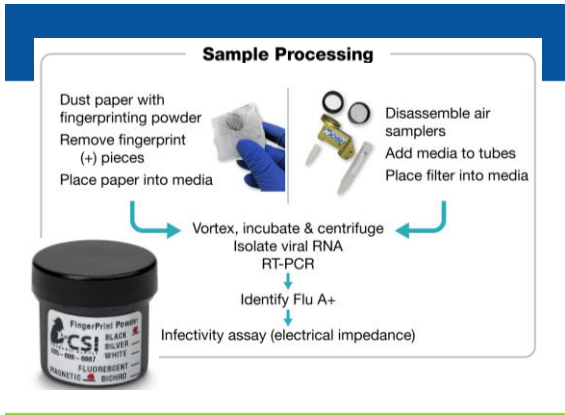 Sample Processing
Dust paper with
fingerprinting powder
Remove fingerprint
(+) pieces
Place paper into media
Disassemble air
samplers
Add media to tubes
Place filter into media
Vortex, incubate & centrifuge
Isolate viral RNA
RT-PCR
Identify Flu A+
Infectivity assay (electrical impedance)
FingerPrint Powder
CSI
BLACK
SILVER
WHITE
FLUORESCENT
MAGNETIC
BICHRO